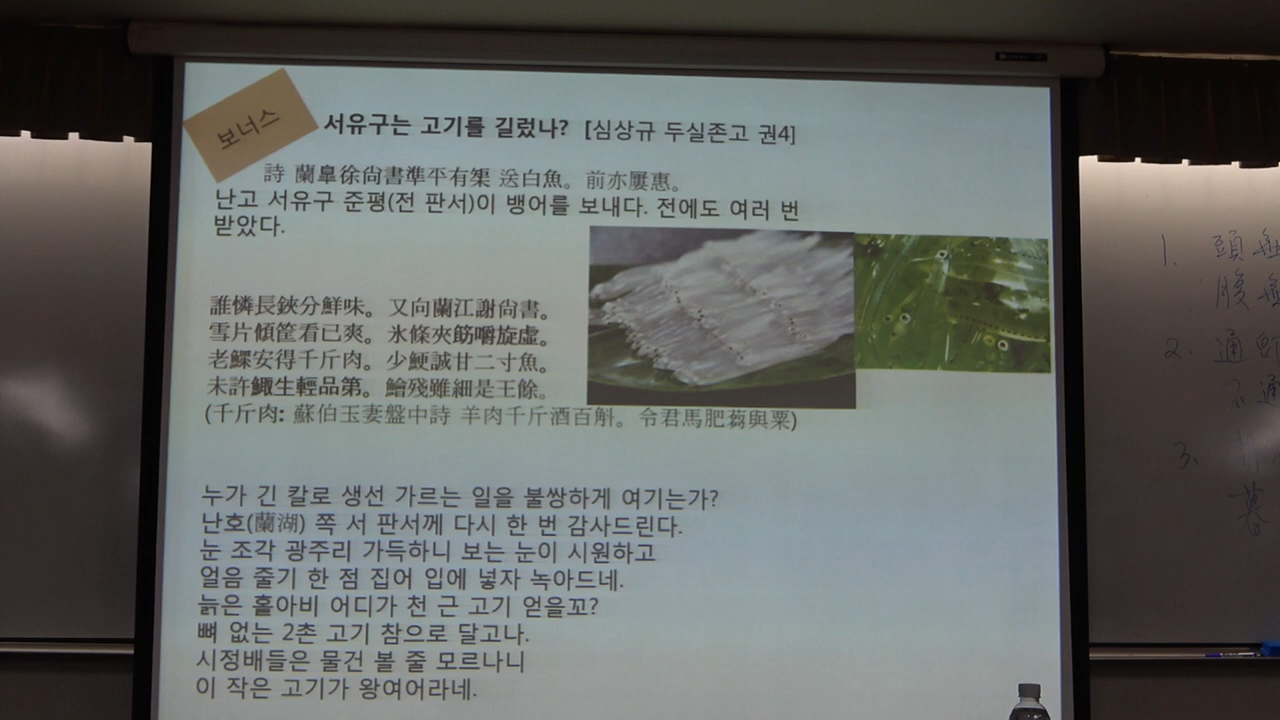 보너스
서유구는 고기를 길렀나? [심상규 두실존고 권4]
詩 蘭皐徐尙書準平有榘 送白魚。前亦屢惠。
난고 서유구 준평(전 판서)이 뱅어를 보내다. 전에도 여러 번
받았다.
誰憐長鋏分鮮味。又向蘭江謝尙書。
雪片傾筐看已爽。氷條夾筯嚼旋虛。
老鰥安得千斤肉。少鯁誠甘二寸魚。
未許鯫生輕品第。鱠殘雖細是王餘。
(千斤肉: 蘇伯玉妻盤中詩 羊肉千斤酒百斛。令君馬肥蒭與粟)
누가 긴 칼로 생선 가르는 일을 불쌍하게 여기는가?
난호(蘭湖) 쪽 서 판서께 다시 한 번 감사드린다.
눈 조각 광주리 가득하니 보는 눈이 시원하고
얼음 줄기 한 점 집어 입에 넣자 녹아드네.
늙은 홀아비 어디가 천 근 고기 얻을꼬?
뼈 없는 2촌 고기 참으로 달고나.
시정배들은 물건 볼 줄 모르나니
이 작은 고기가 왕여어라네.
1. 頭
腹
2. 通
不通
3.
暮